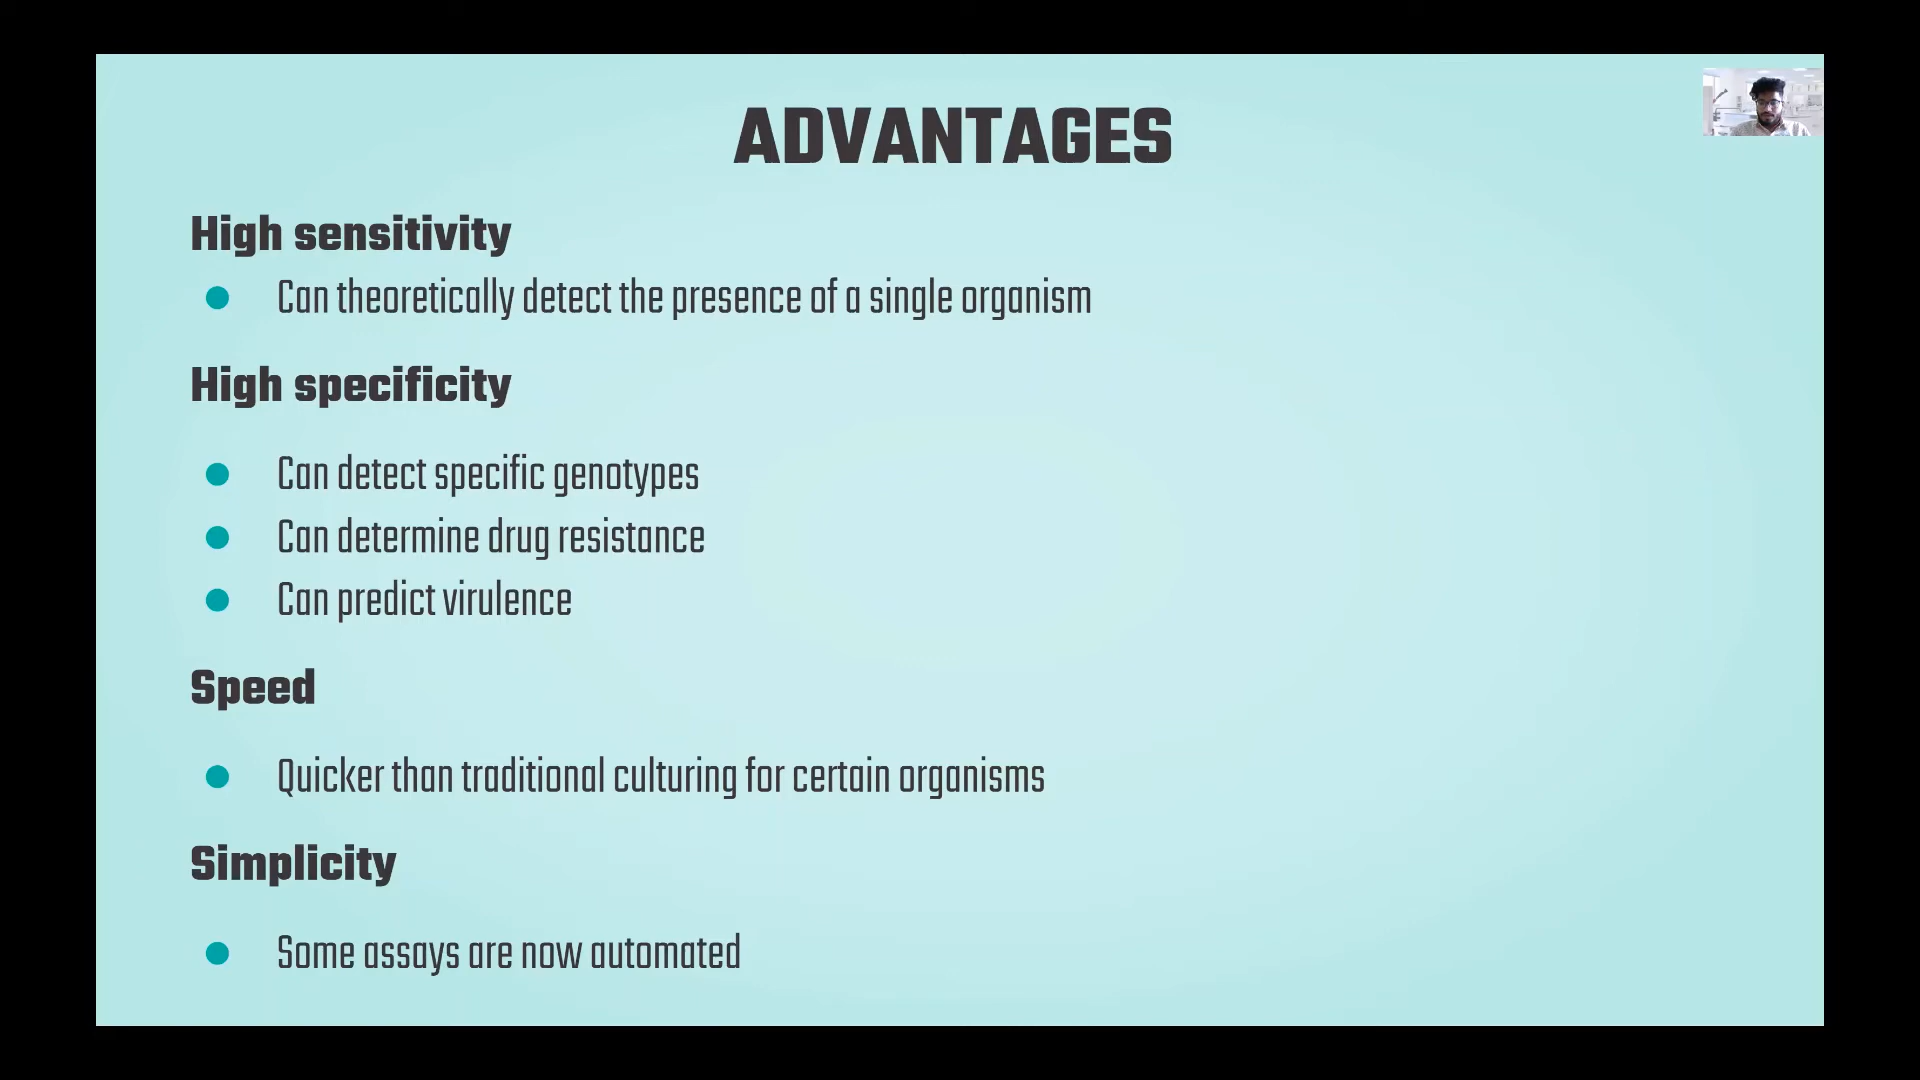 ADVANTAGES
High sensitivity
● Can theoretically detect the presence of a single organism
High specificity
● Can detect specific genotypes
● Can determine drug resistance
● Can predict virulence
Speed
● Quicker than traditional culturing for certain organisms
Simplicity
● Some assays are now automated